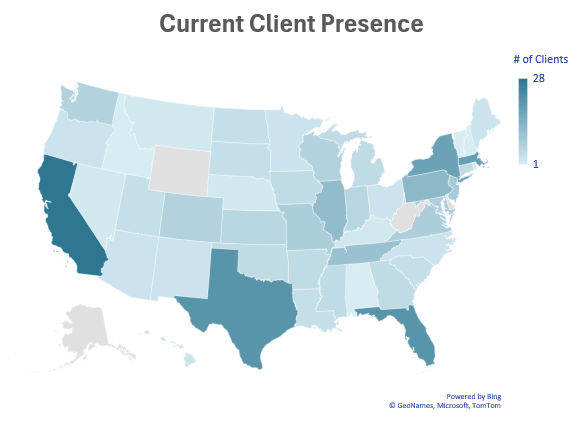 Current Client Presence
# of Clients
28
1
Powered by Bing
© GeoNames, Microsoft, TomTom